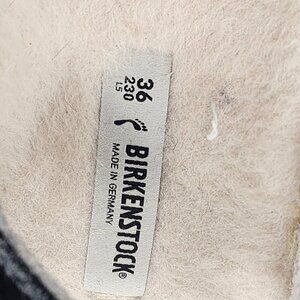 36
230
L5
BIRKENSTOCK®
MADE IN GERMANY